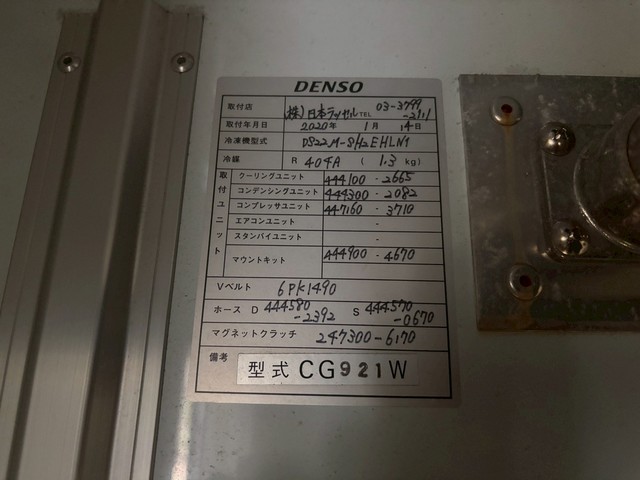 DENSO
取付店 (株)日本ラッセル TEL 03-3799-2111
取付年月日 2020年 1月 14日
冷凍機型式 DS22M-SH2EHLN1
冷媒 R 404A ( 1.3 kg)
取付ユニット
クーリングユニット 444100-2665
コンデンシングユニット 444300-2082
コンプレッサユニット 447160-3710
エアコンユニット -
スタンバイユニット -
マウントキット 444900-4670
Vベルト 6PK1490
ホース D 444580-2392 S 444570-0670
マグネットクラッチ 247300-6170
備考
型式 CG921W